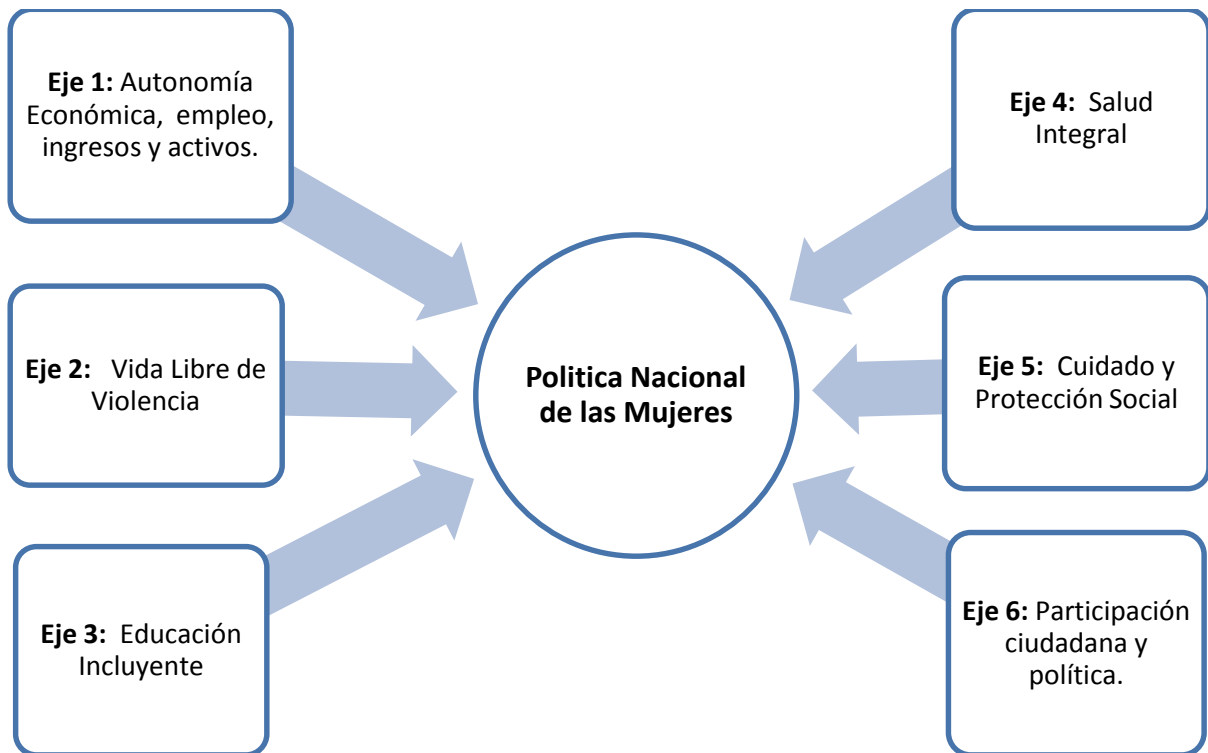 Eje 1: Autonomía
Económica, empleo,
ingresos y activos.
Eje 2: Vida Libre de
Violencia
Eje 3: Educación
Incluyente
Politica Nacional
de las Mujeres
Eje 4: Salud
Integral
Eje 5: Cuidado y
Protección Social
Eje 6: Participación
ciudadana y
política.